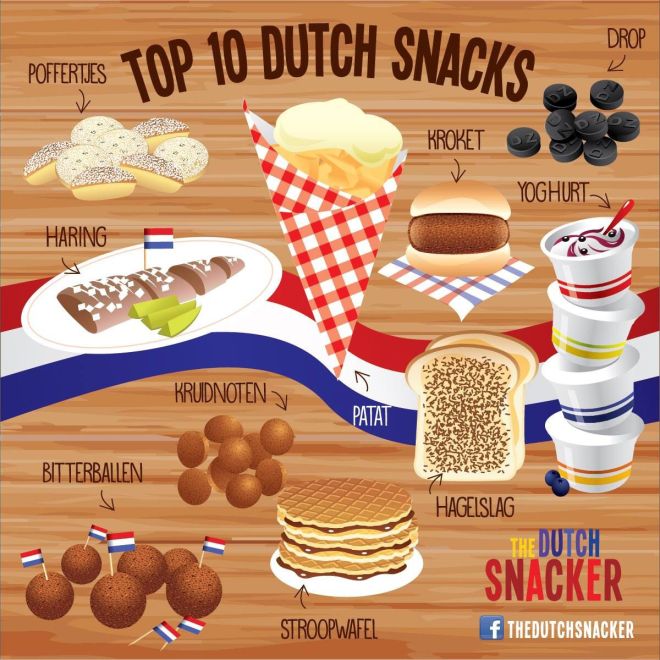 TOP 10 DUTCH SNACKS
POFFERTJES
DROP
KROKET
YOGHURT
HARING
KRUIDNOTEN
PATAT
BITTERBALLEN
HAGELSLAG
STROOPWAFEL
THE DUTCH
SNACKER
f THEDUTCHSNACKER